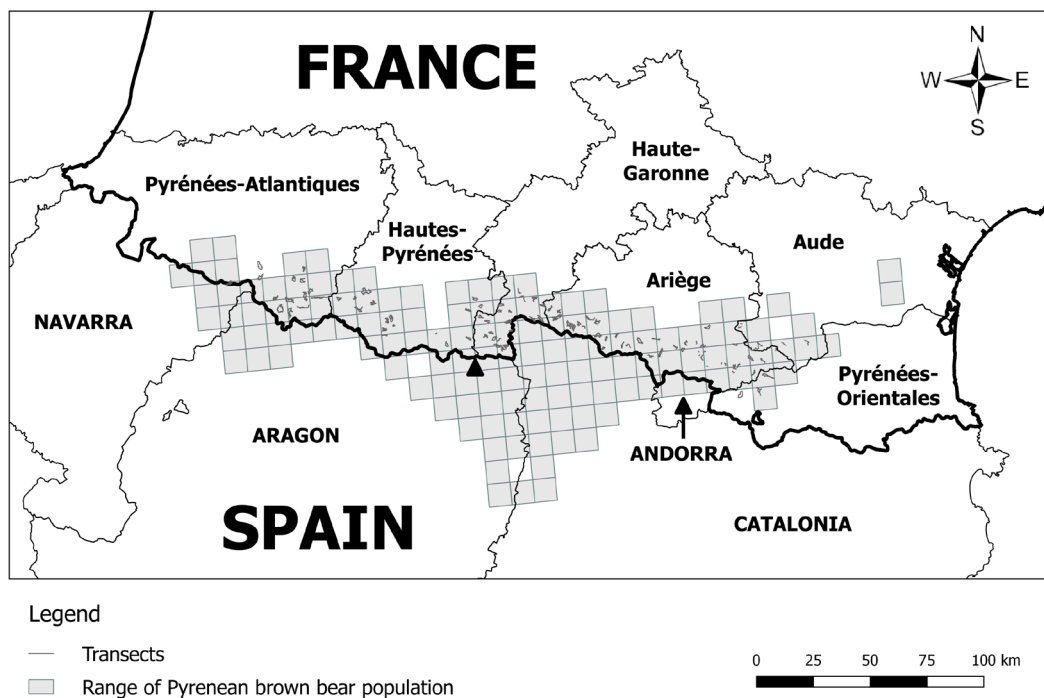 FRANCE
N
W E
S
Haute-
Garonne
Pyrénées-Atlantiques
Hautes-
Pyrénées
Aude
Ariège
NAVARRA
Pyrénées-
Orientales
ARAGON
ANDORRA
SPAIN
CATALONIA
Legend
Transects
Range of Pyrenean brown bear population
0 25 50 75 100 km